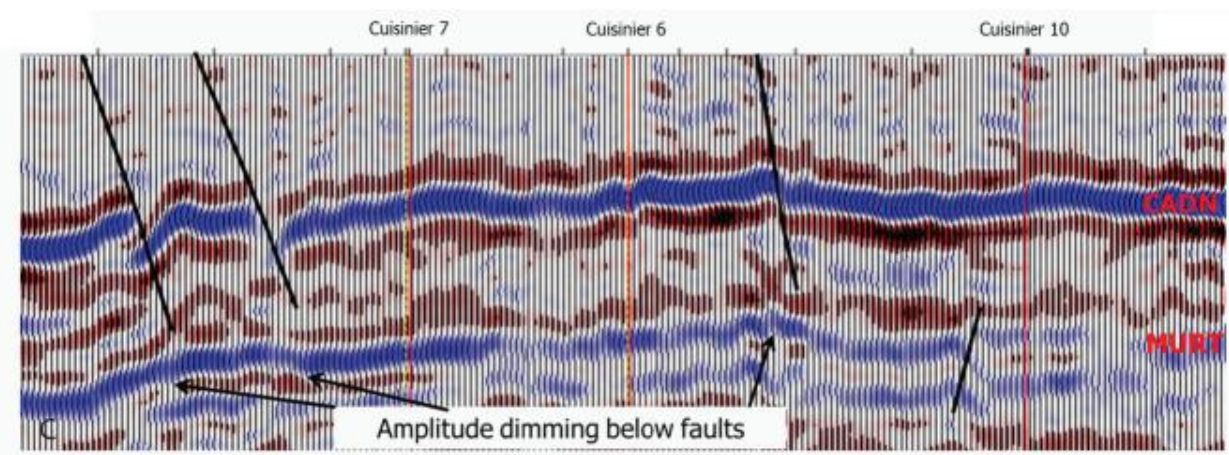 Cuisinier 7
Cuisinier 6
Cuisinier 10
CADN
MURT
C
Amplitude dimming below faults